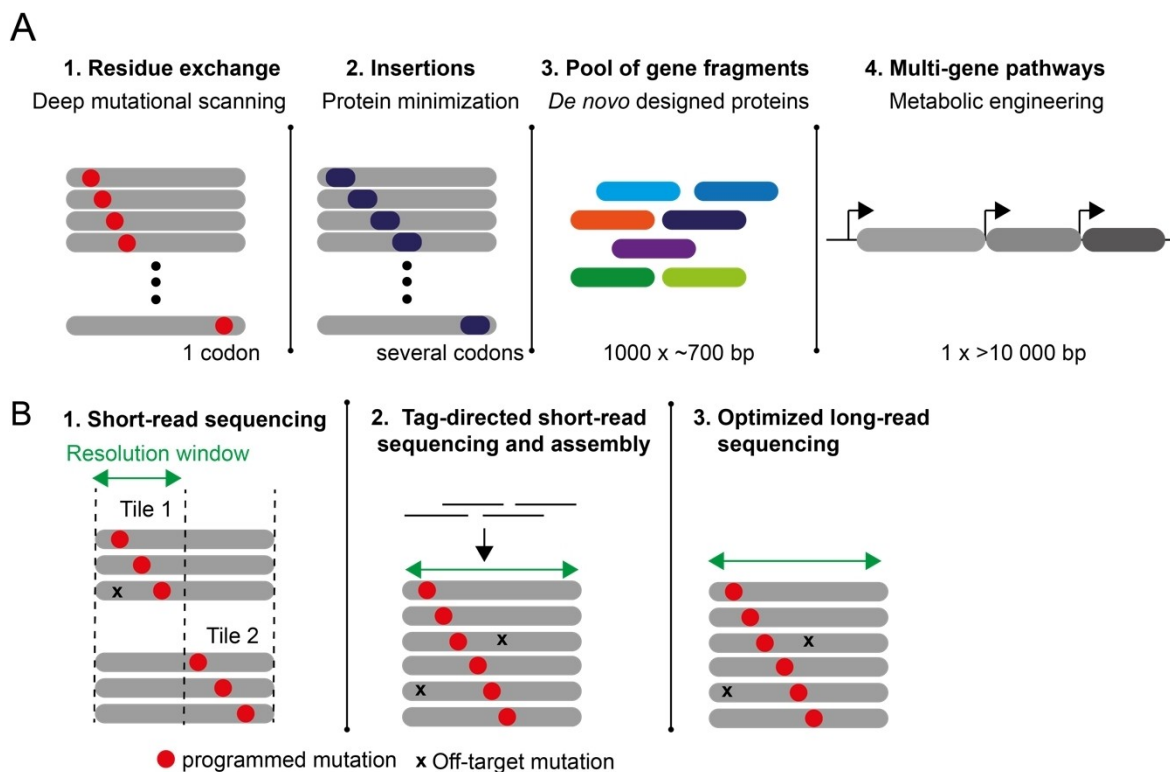 A
1. Residue exchange
Deep mutational scanning
1 codon
2. Insertions
Protein minimization
several codons
3. Pool of gene fragments
De novo designed proteins
1000 x ~700 bp
4. Multi-gene pathways
Metabolic engineering
1 x >10 000 bp
B
1. Short-read sequencing
Resolution window
Tile 1
x
Tile 2
2. Tag-directed short-read
sequencing and assembly
x
x
3. Optimized long-read
sequencing
x
x
programmed mutation
x Off-target mutation